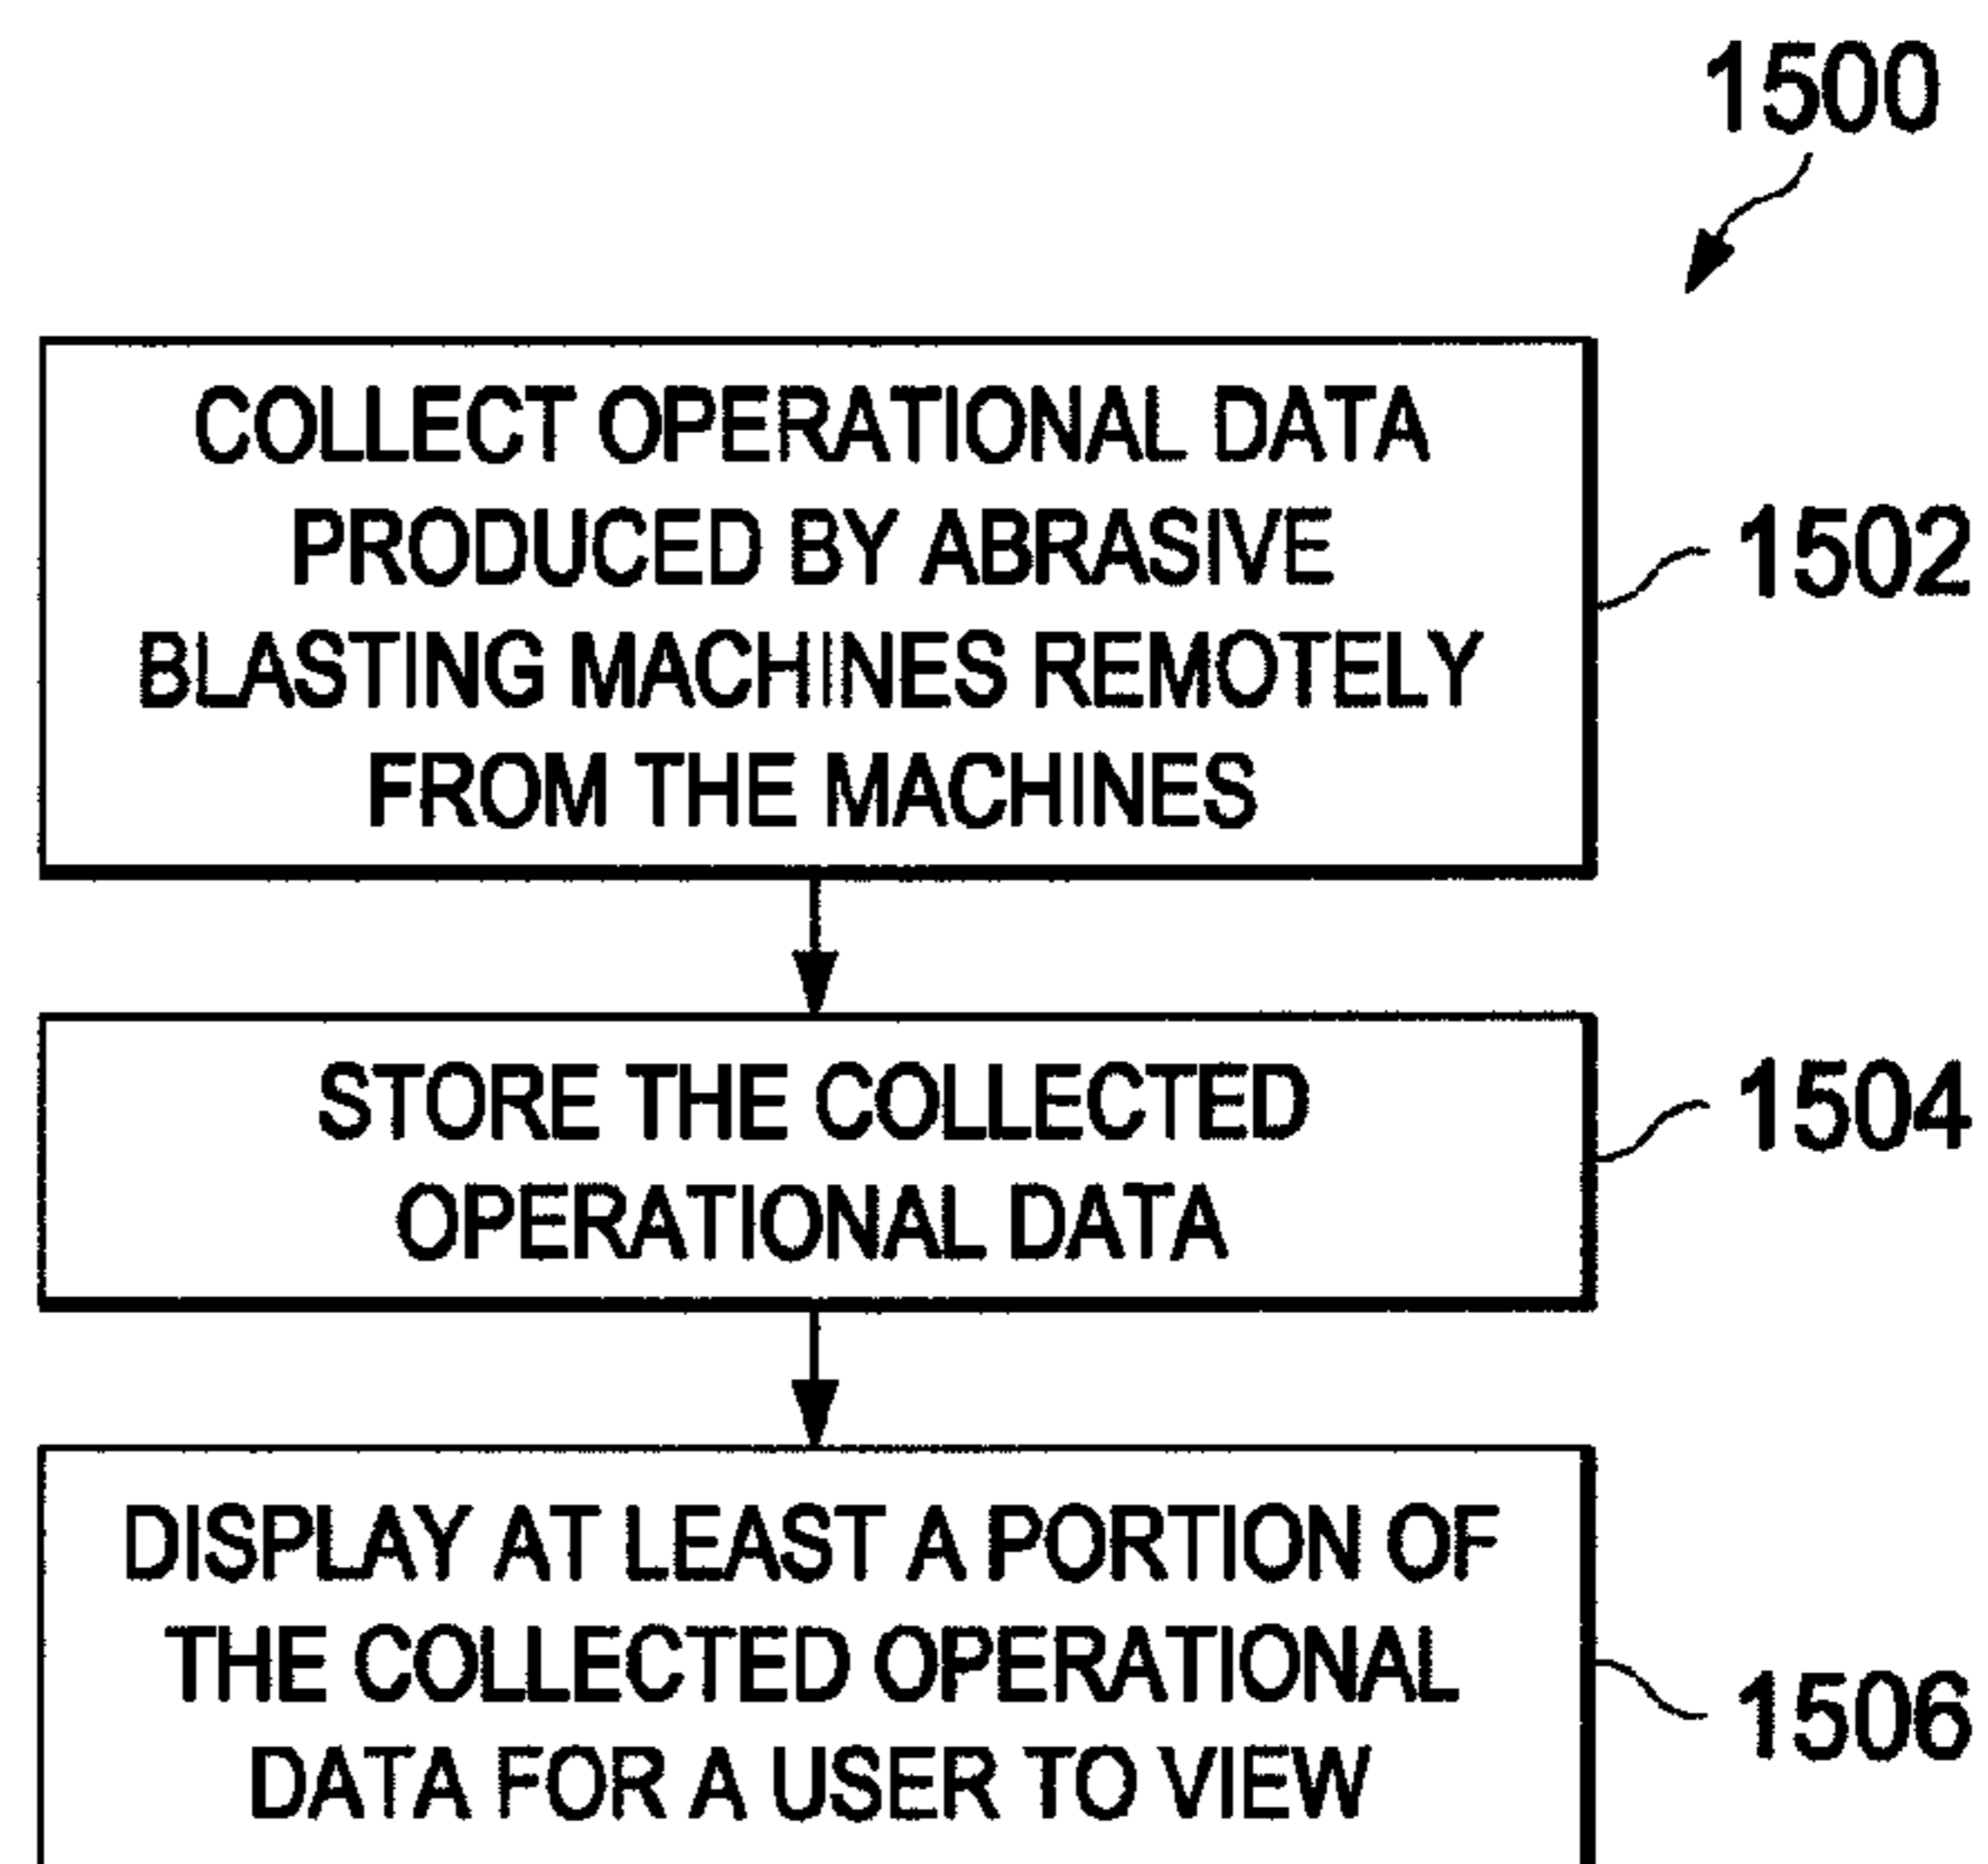 1500
COLLECT OPERATIONAL DATA
PRODUCED BY ABRASIVE
BLASTING MACHINES REMOTELY
FROM THE MACHINES
1502
STORE THE COLLECTED
OPERATIONAL DATA
1504
DISPLAY AT LEAST A PORTION OF
THE COLLECTED OPERATIONAL
DATA FOR A USER TO VIEW
1506